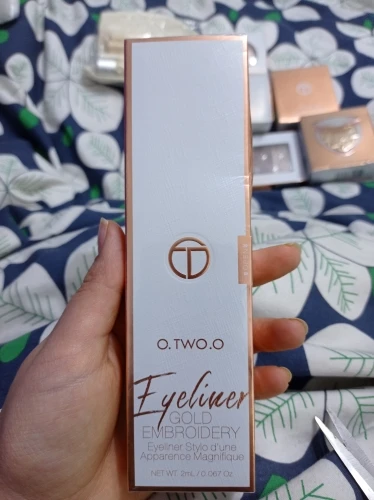 O.TWO.O
Eyeliner
GOLD
EMBROIDERY
Eyeliner Stylo d'une
Apparence Magnifique
NET WT. 2mL / 0.067 Oz